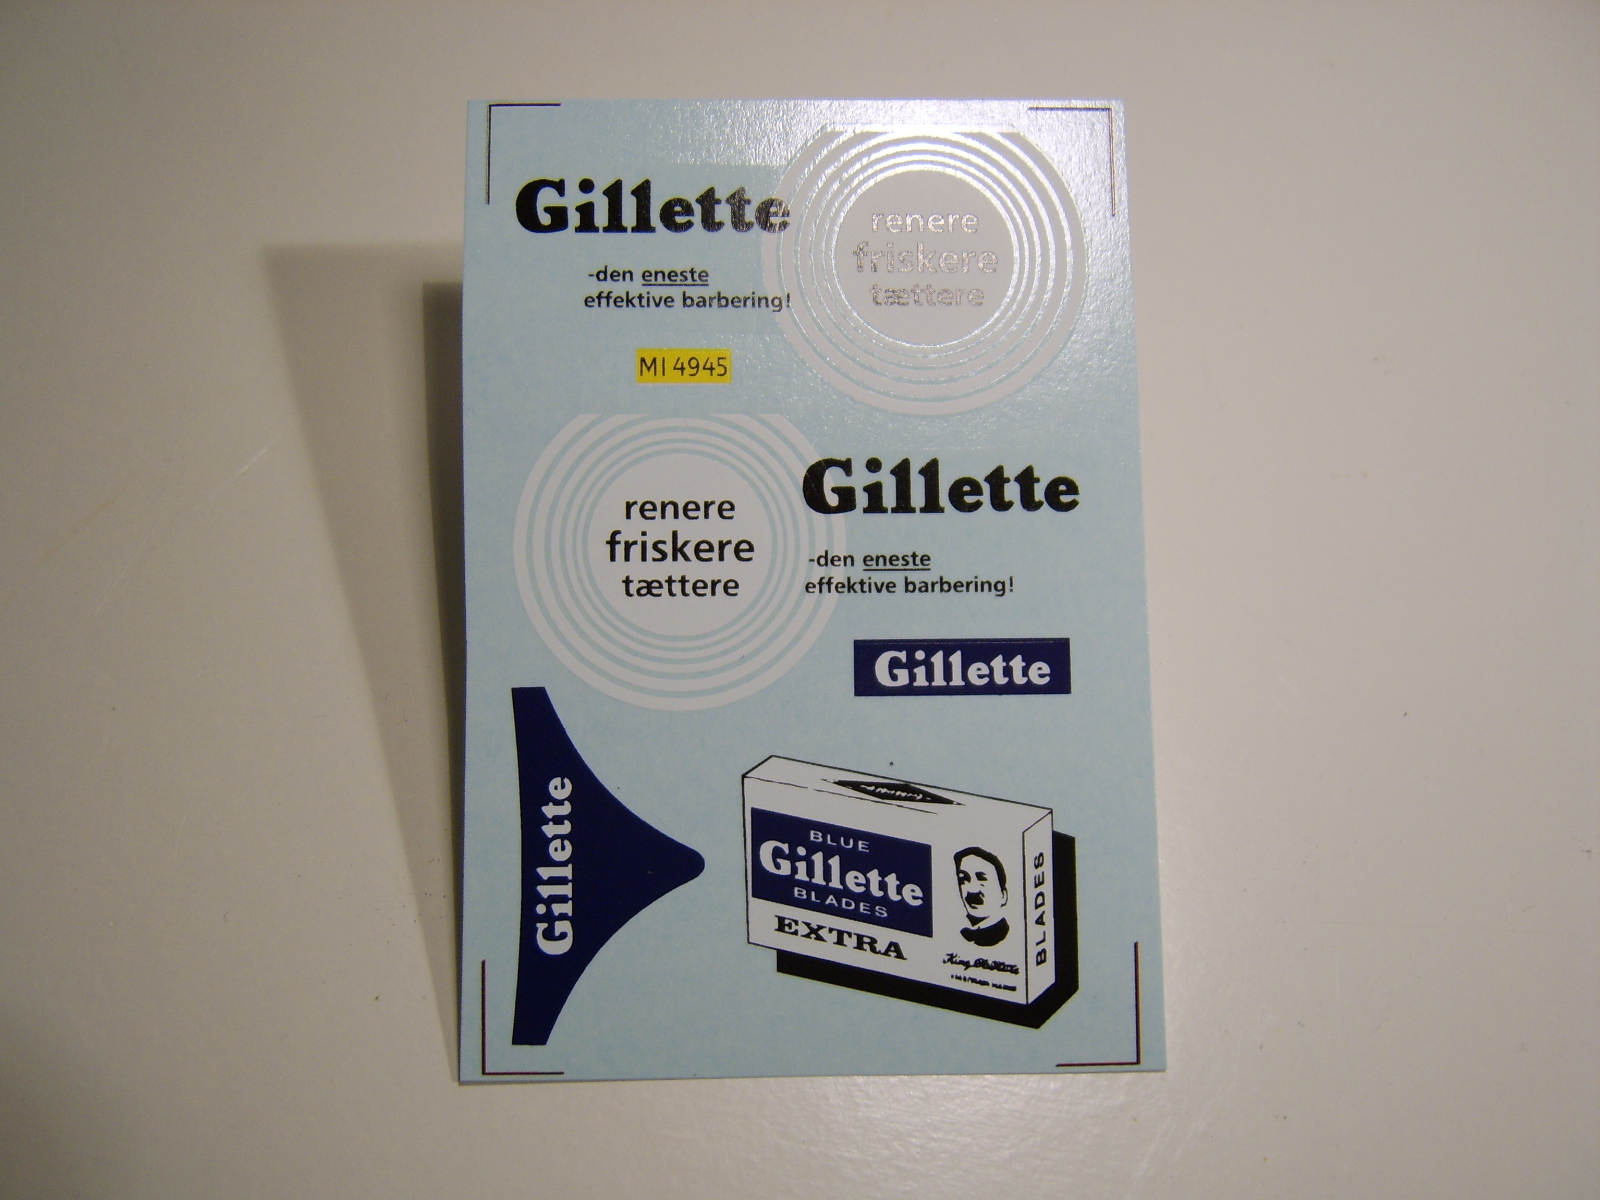 Gillette
-den eneste
effektive barbering!
renere
friskere
tættere
MI 4945
renere
friskere
tættere
Gillette
-den eneste
effektive barbering!
Gillette
Gillette
BLUE
Gillette
BLADES
EXTRA
BLADES